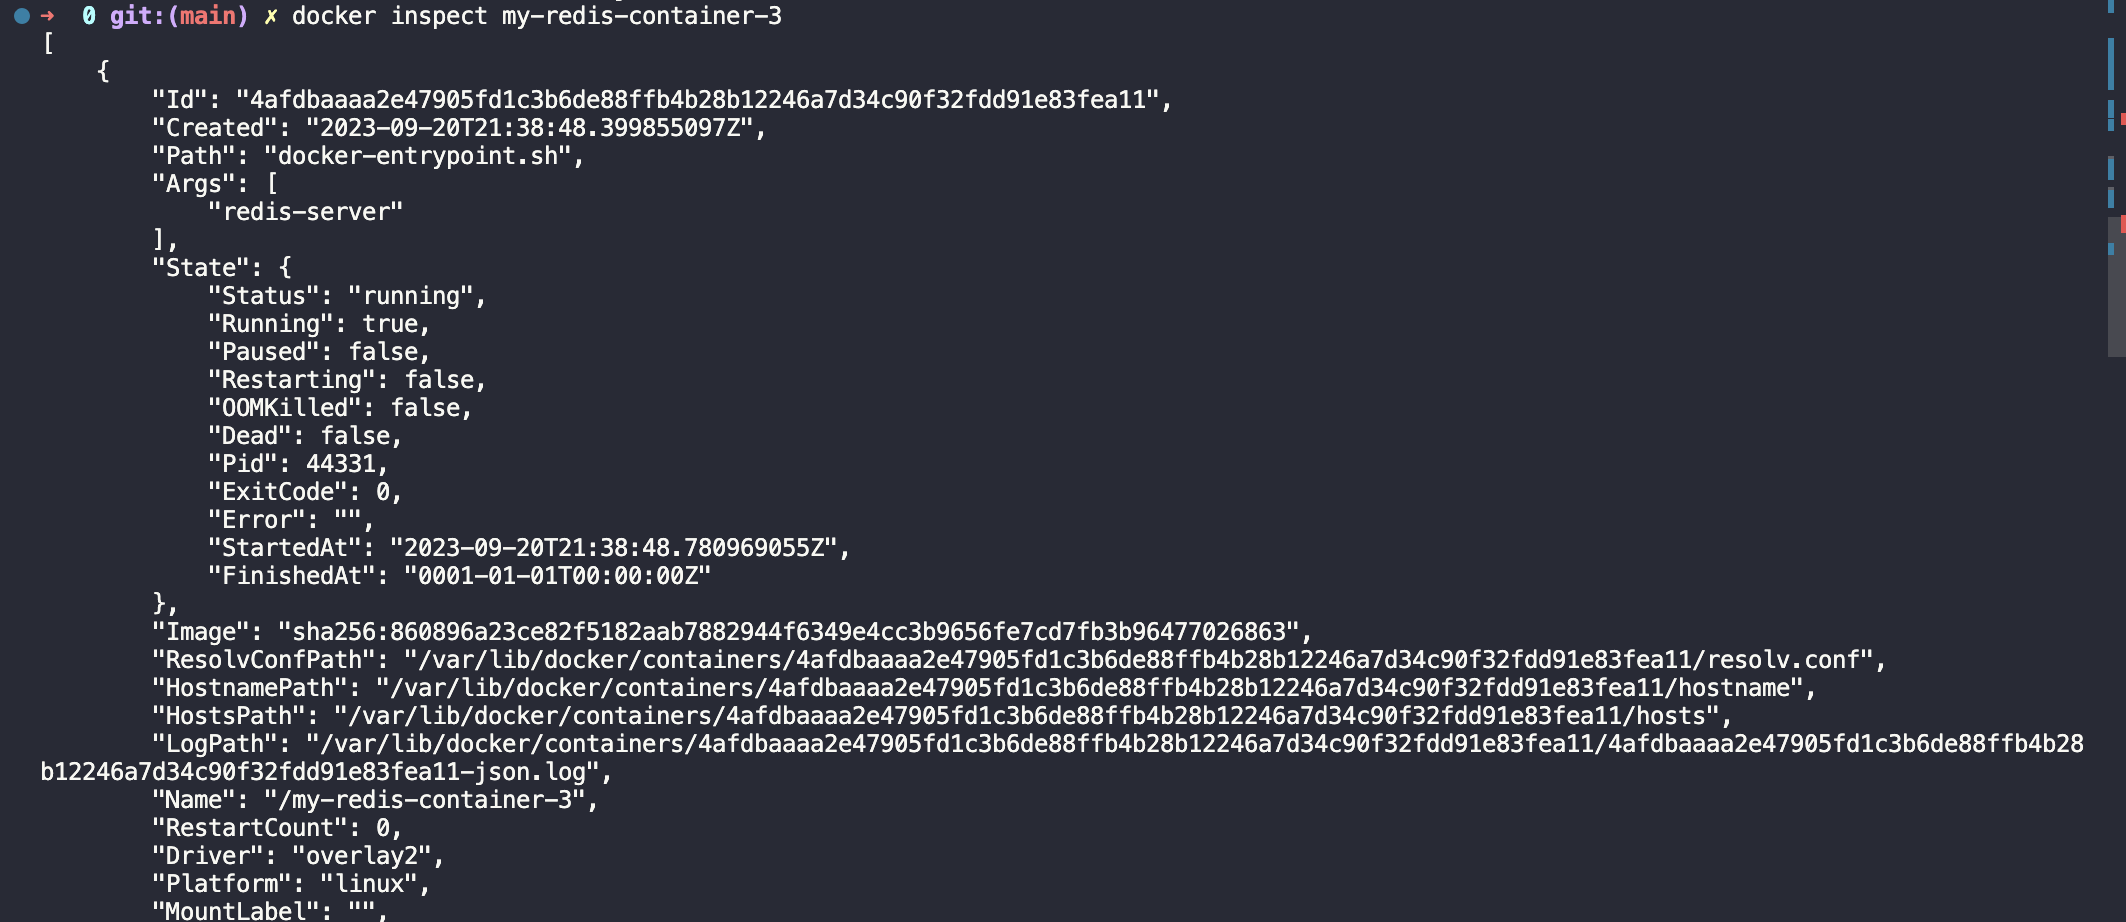 ➜ 0 git:(main) ✗ docker inspect my-redis-container-3
[
    {
        "Id": "4afdbaaaa2e47905fd1c3b6de88ffb4b28b12246a7d34c90f32fdd91e83fea11",
        "Created": "2023-09-20T21:38:48.399855097Z",
        "Path": "docker-entrypoint.sh",
        "Args": [
            "redis-server"
        ],
        "State": {
            "Status": "running",
            "Running": true,
            "Paused": false,
            "Restarting": false,
            "OOMKilled": false,
            "Dead": false,
            "Pid": 44331,
            "ExitCode": 0,
            "Error": "",
            "StartedAt": "2023-09-20T21:38:48.780969055Z",
            "FinishedAt": "0001-01-01T00:00:00Z"
        },
        "Image": "sha256:860896a23ce82f5182aab7882944f6349e4cc3b9656fe7cd7fb3b96477026863",
        "ResolvConfPath": "/var/lib/docker/containers/4afdbaaaa2e47905fd1c3b6de88ffb4b28b12246a7d34c90f32fdd91e83fea11/resolv.conf",
        "HostnamePath": "/var/lib/docker/containers/4afdbaaaa2e47905fd1c3b6de88ffb4b28b12246a7d34c90f32fdd91e83fea11/hostname",
        "HostsPath": "/var/lib/docker/containers/4afdbaaaa2e47905fd1c3b6de88ffb4b28b12246a7d34c90f32fdd91e83fea11/hosts",
        "LogPath": "/var/lib/docker/containers/4afdbaaaa2e47905fd1c3b6de88ffb4b28b12246a7d34c90f32fdd91e83fea11/4afdbaaaa2e47905fd1c3b6de88ffb4b28
b12246a7d34c90f32fdd91e83fea11-json.log",
        "Name": "/my-redis-container-3",
        "RestartCount": 0,
        "Driver": "overlay2",
        "Platform": "linux",
        "MountLabel": "",